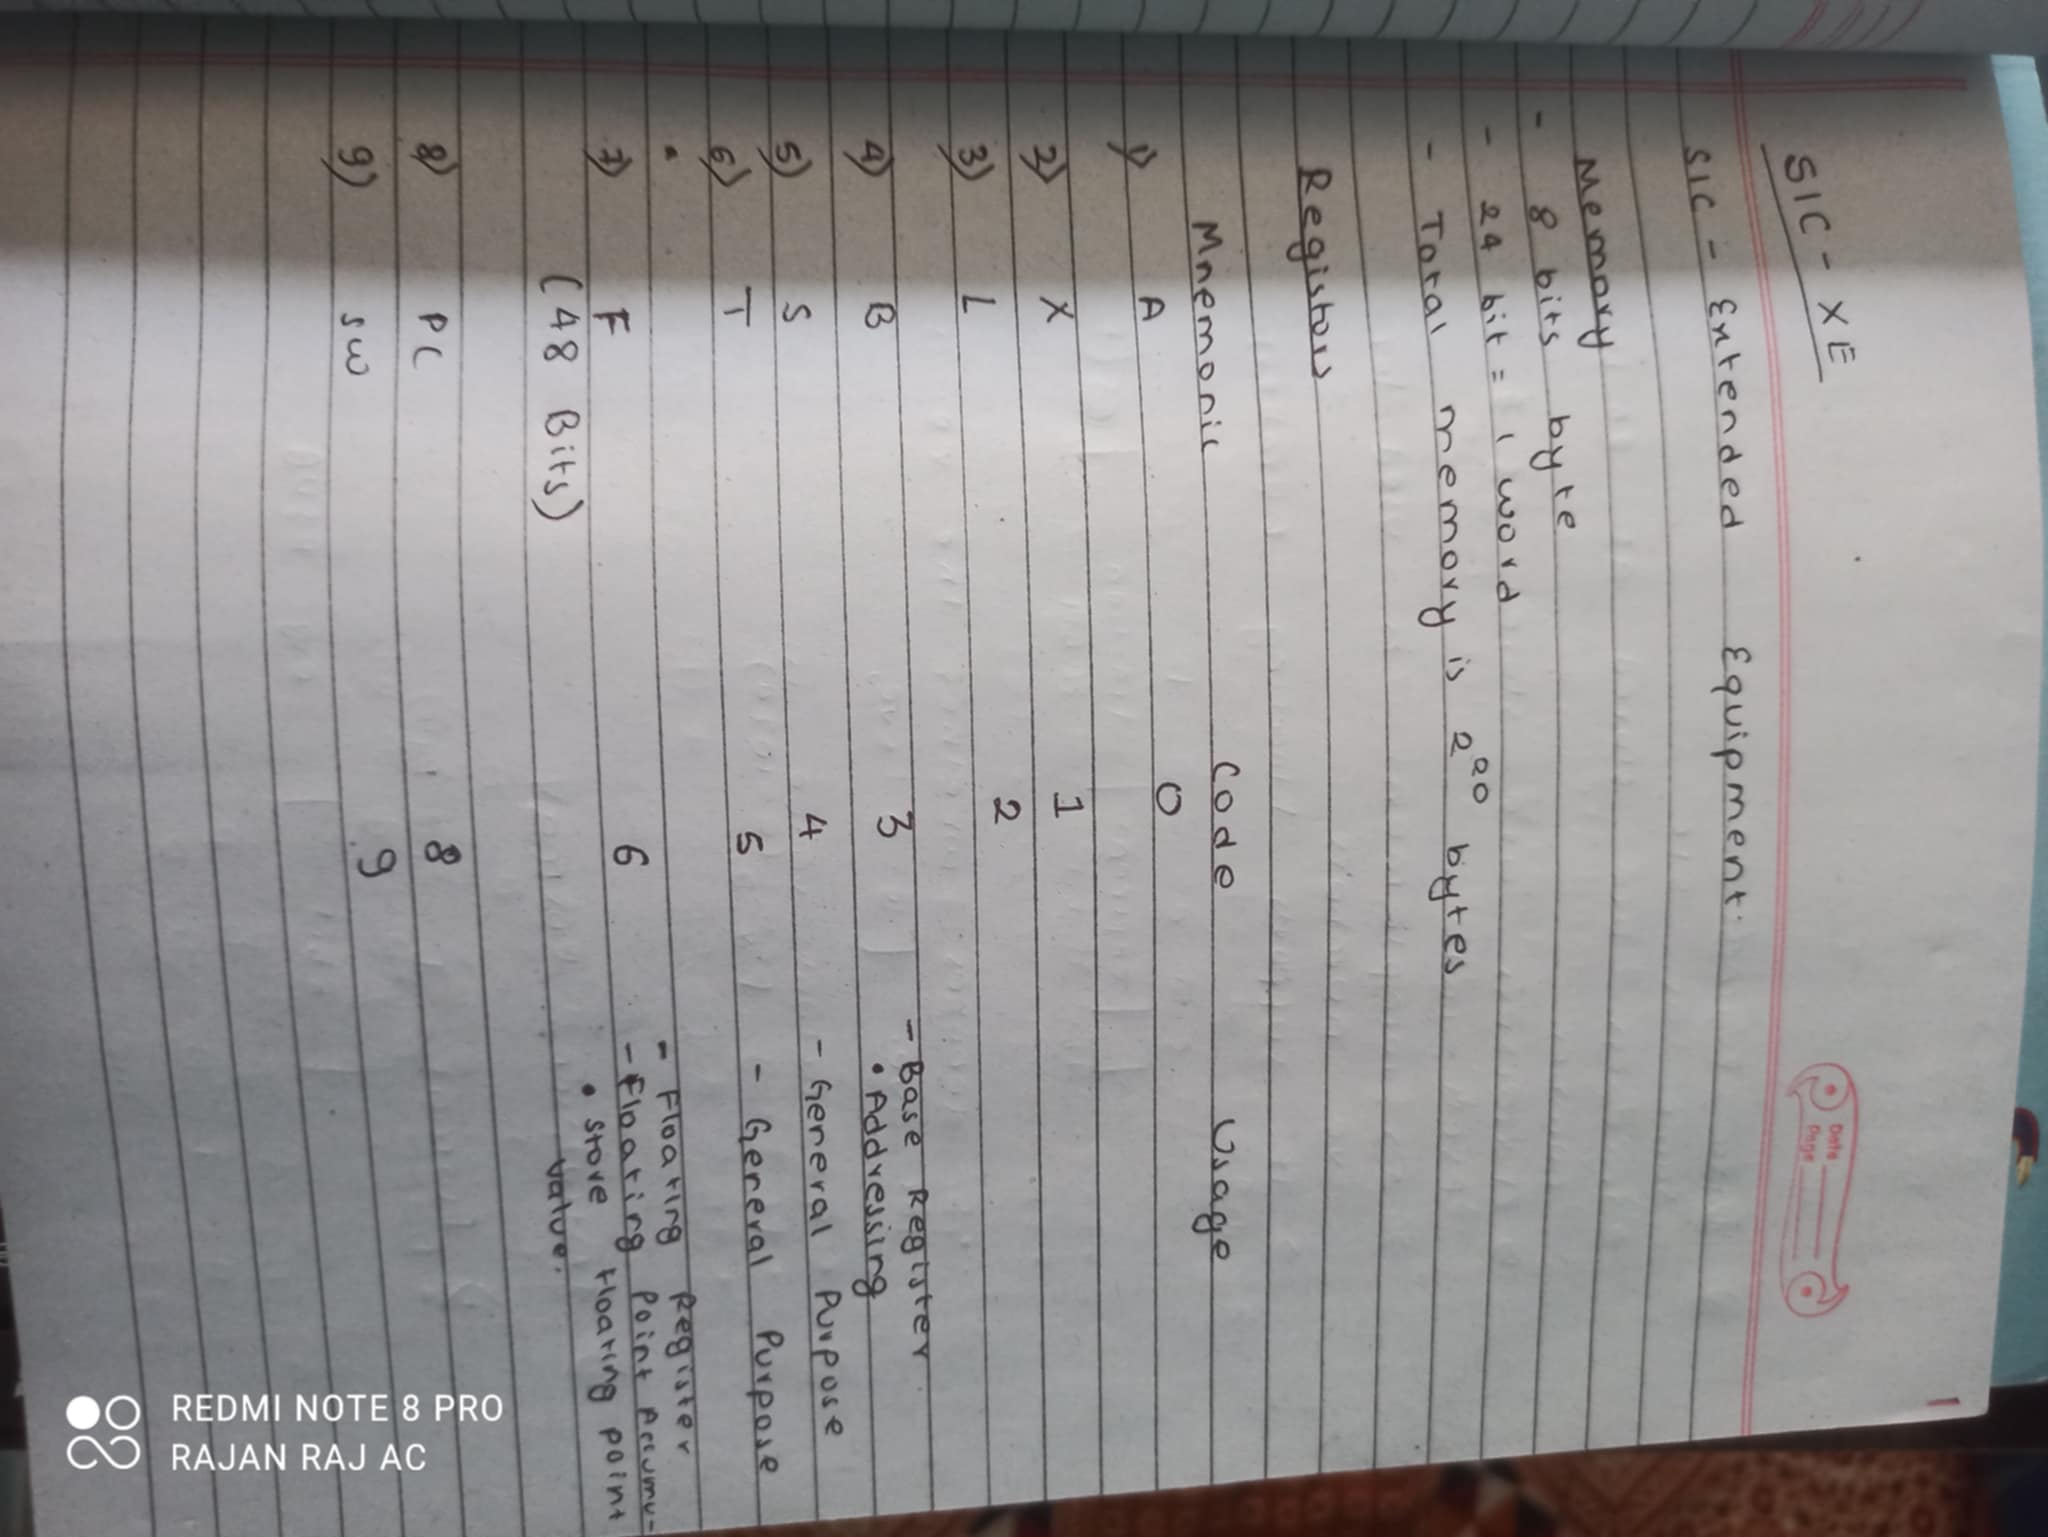 1
SIC - XE
Date
Page
SIC - Extended Equipment.
Memory
- 8 bits byte
- 24 bit = 1 word
- Total memory is 2^20 bytes
Registers
Mnemonic Code Usage
1) A 0
2) X 1
3) L 2
4) B 3 - Base Register
• Addressing
5) S 4 - General Purpose
6) T 5 - General Purpose
- Floating Register
7) F 6 - Floating Point Accumu-
(48 Bits) • store floating point
value.
8) PC 8
9) SW 9
REDMI NOTE 8 PRO
RAJAN RAJ AC